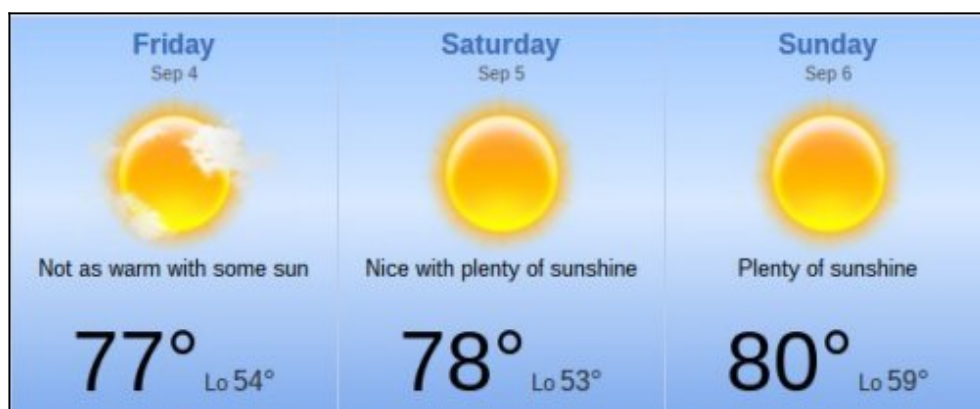 Friday
Sep 4
Not as warm with some sun
77° Lo 54°
Saturday
Sep 5
Nice with plenty of sunshine
78° Lo 53°
Sunday
Sep 6
Plenty of sunshine
80° Lo 59°